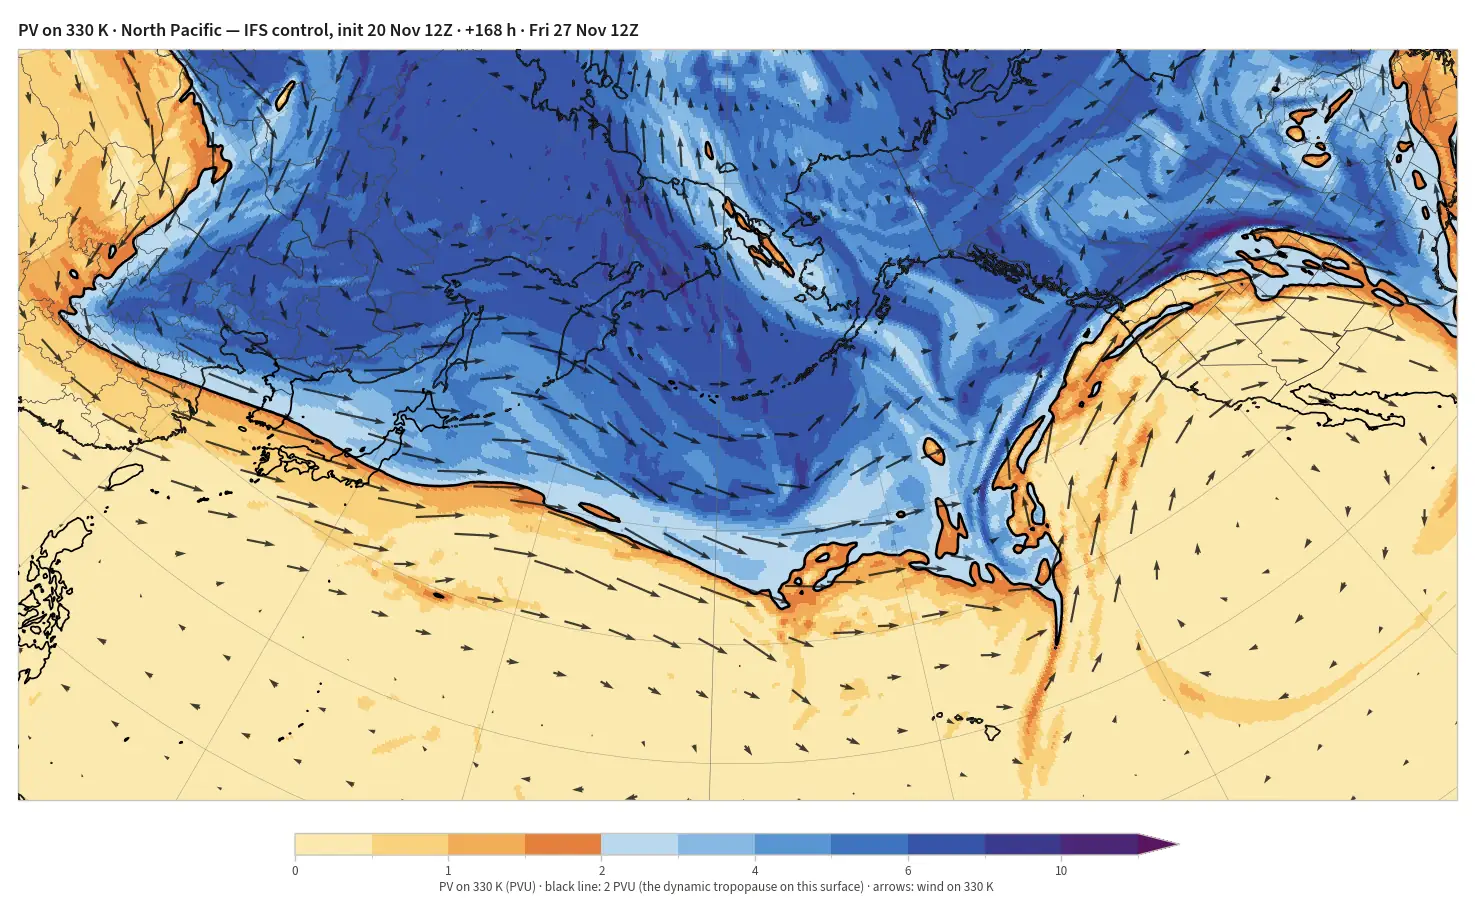 PV on 330 K · North Pacific — IFS control, init 20 Nov 12Z · +168 h · Fri 27 Nov 12Z
0 1 2 4 6 10
PV on 330 K (PVU) · black line: 2 PVU (the dynamic tropopause on this surface) · arrows: wind on 330 K